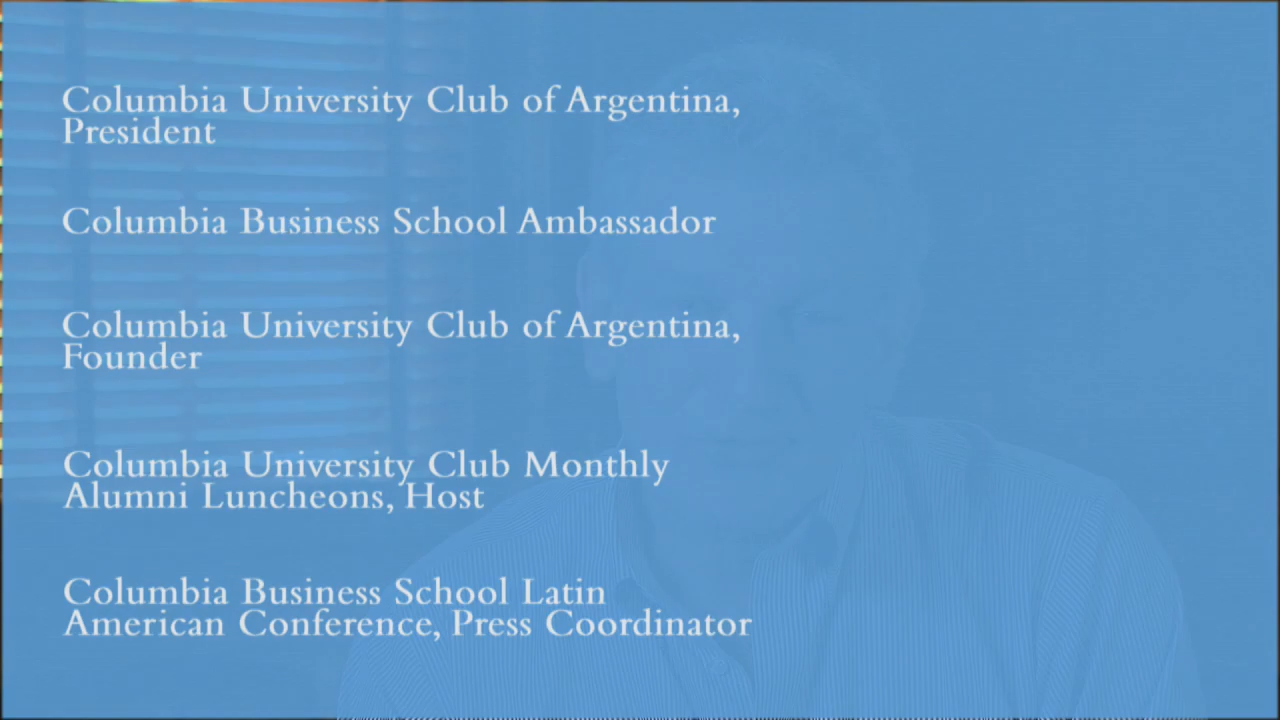 Columbia University Club of Argentina,
President
Columbia Business School Ambassador
Columbia University Club of Argentina,
Founder
Columbia University Club Monthly
Alumni Luncheons, Host
Columbia Business School Latin
American Conference, Press Coordinator